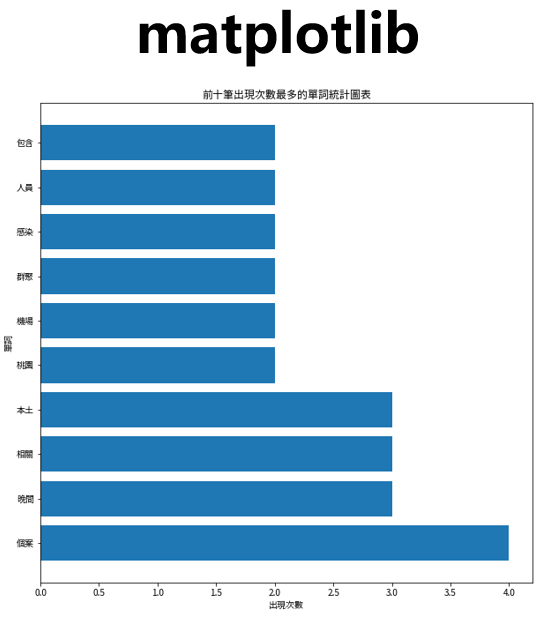 matplotlib
前十筆出現次數最多的單詞統計圖表
包含
人員
感染
群聚
機場
桃園
單詞
本土
相關
晚間
個案
0.0 0.5 1.0 1.5 2.0 2.5 3.0 3.5 4.0
出現次數